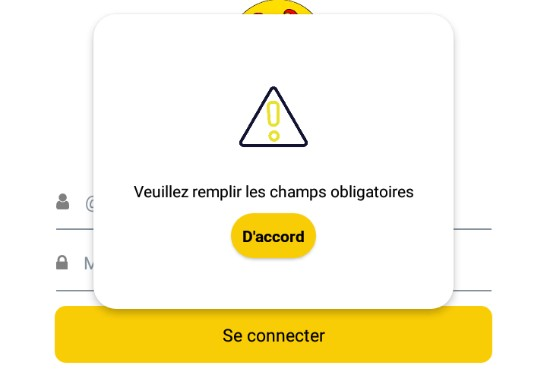 Veuillez remplir les champs obligatoires
@
D'accord
M
Se connecter